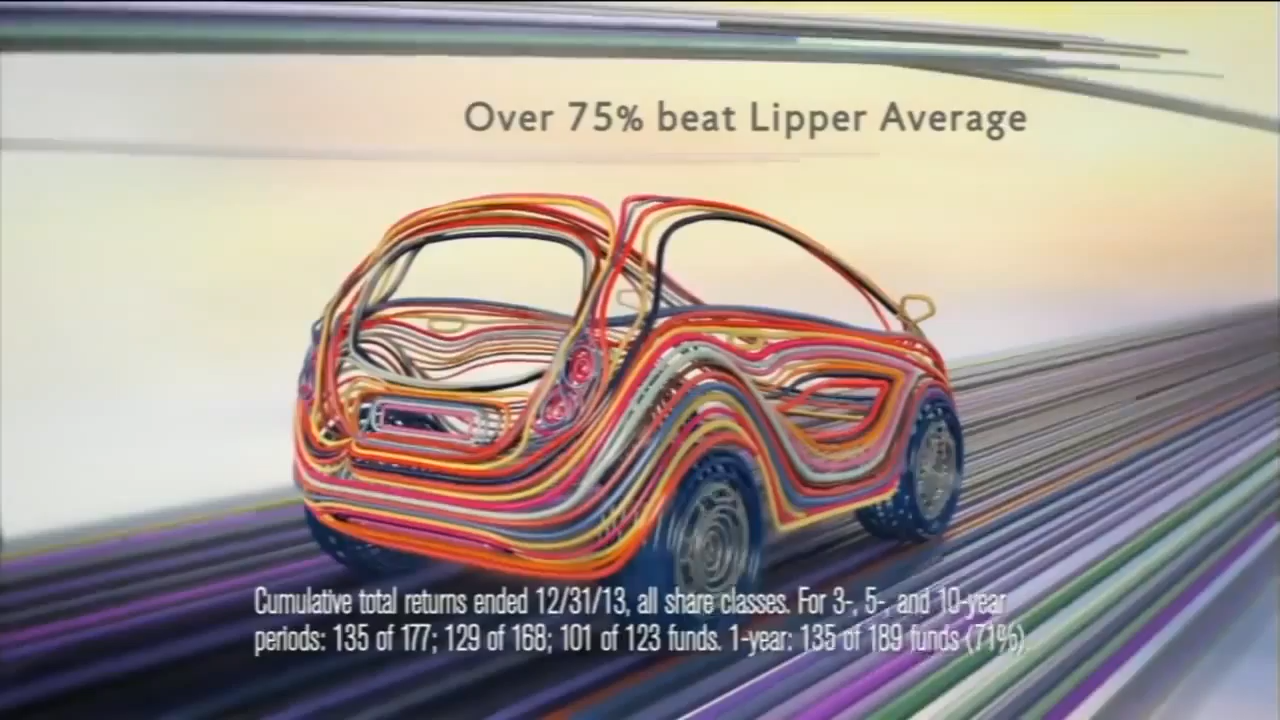 Over 75% beat Lipper Average
Cumulative total returns ended 12/31/13, all share classes. For 3-, 5-, and 10-year
periods: 135 of 177; 129 of 168; 101 of 123 funds. 1-year: 135 of 189 funds (71%).